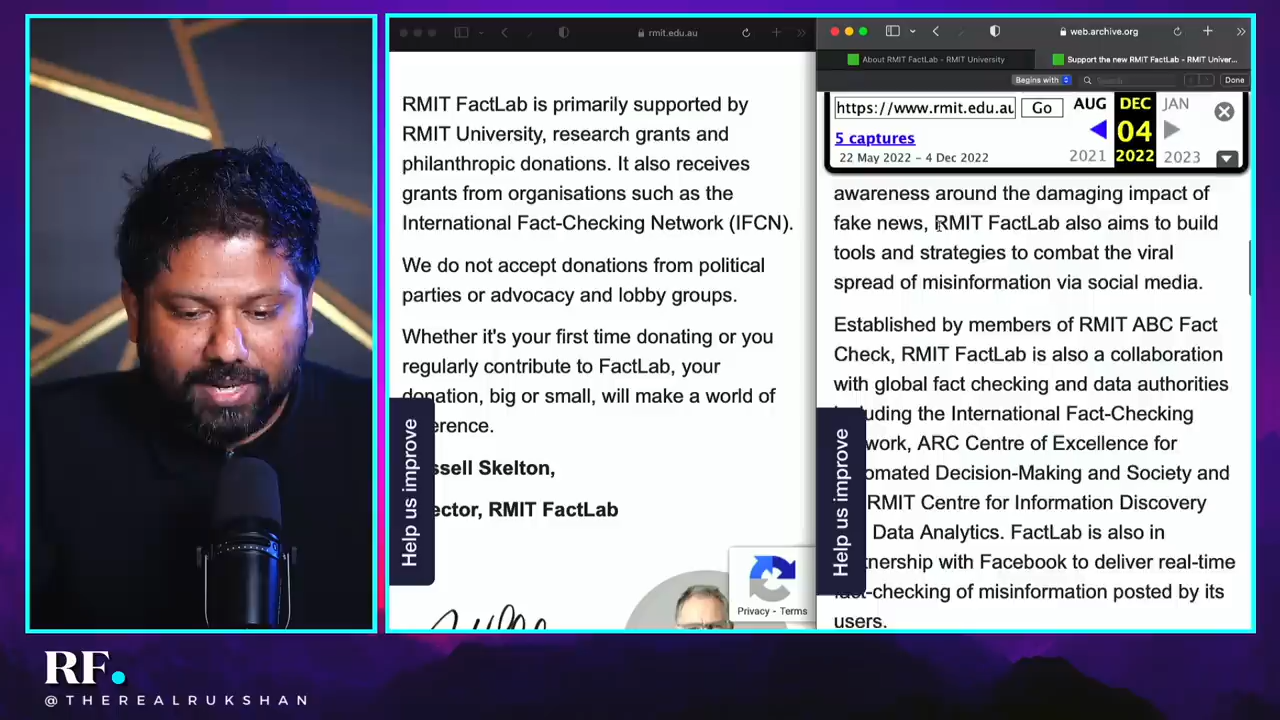 rmit.edu.au
RMIT FactLab is primarily supported by
RMIT University, research grants and
philanthropic donations. It also receives
grants from organisations such as the
International Fact-Checking Network (IFCN).
We do not accept donations from political
parties or advocacy and lobby groups.
Whether it's your first time donating or you
regularly contribute to FactLab, your
donation, big or small, will make a world of
erence.
ssell Skelton,
ector, RMIT FactLab
Help us improve
Privacy - Terms
web.archive.org
About RMIT FactLab - RMIT University
Support the new RMIT FactLab - RMIT Univer...
Begins with
Search
Done
https://www.rmit.edu.au
Go
AUG DEC JAN
5 captures
04
22 May 2022 – 4 Dec 2022
2021 2022 2023
awareness around the damaging impact of
fake news, RMIT FactLab also aims to build
tools and strategies to combat the viral
spread of misinformation via social media.
Established by members of RMIT ABC Fact
Check, RMIT FactLab is also a collaboration
with global fact checking and data authorities
luding the International Fact-Checking
work, ARC Centre of Excellence for
omated Decision-Making and Society and
RMIT Centre for Information Discovery
Data Analytics. FactLab is also in
nership with Facebook to deliver real-time
fact-checking of misinformation posted by its
users.
Help us improve
RF.
@THEREALRUKSHAN